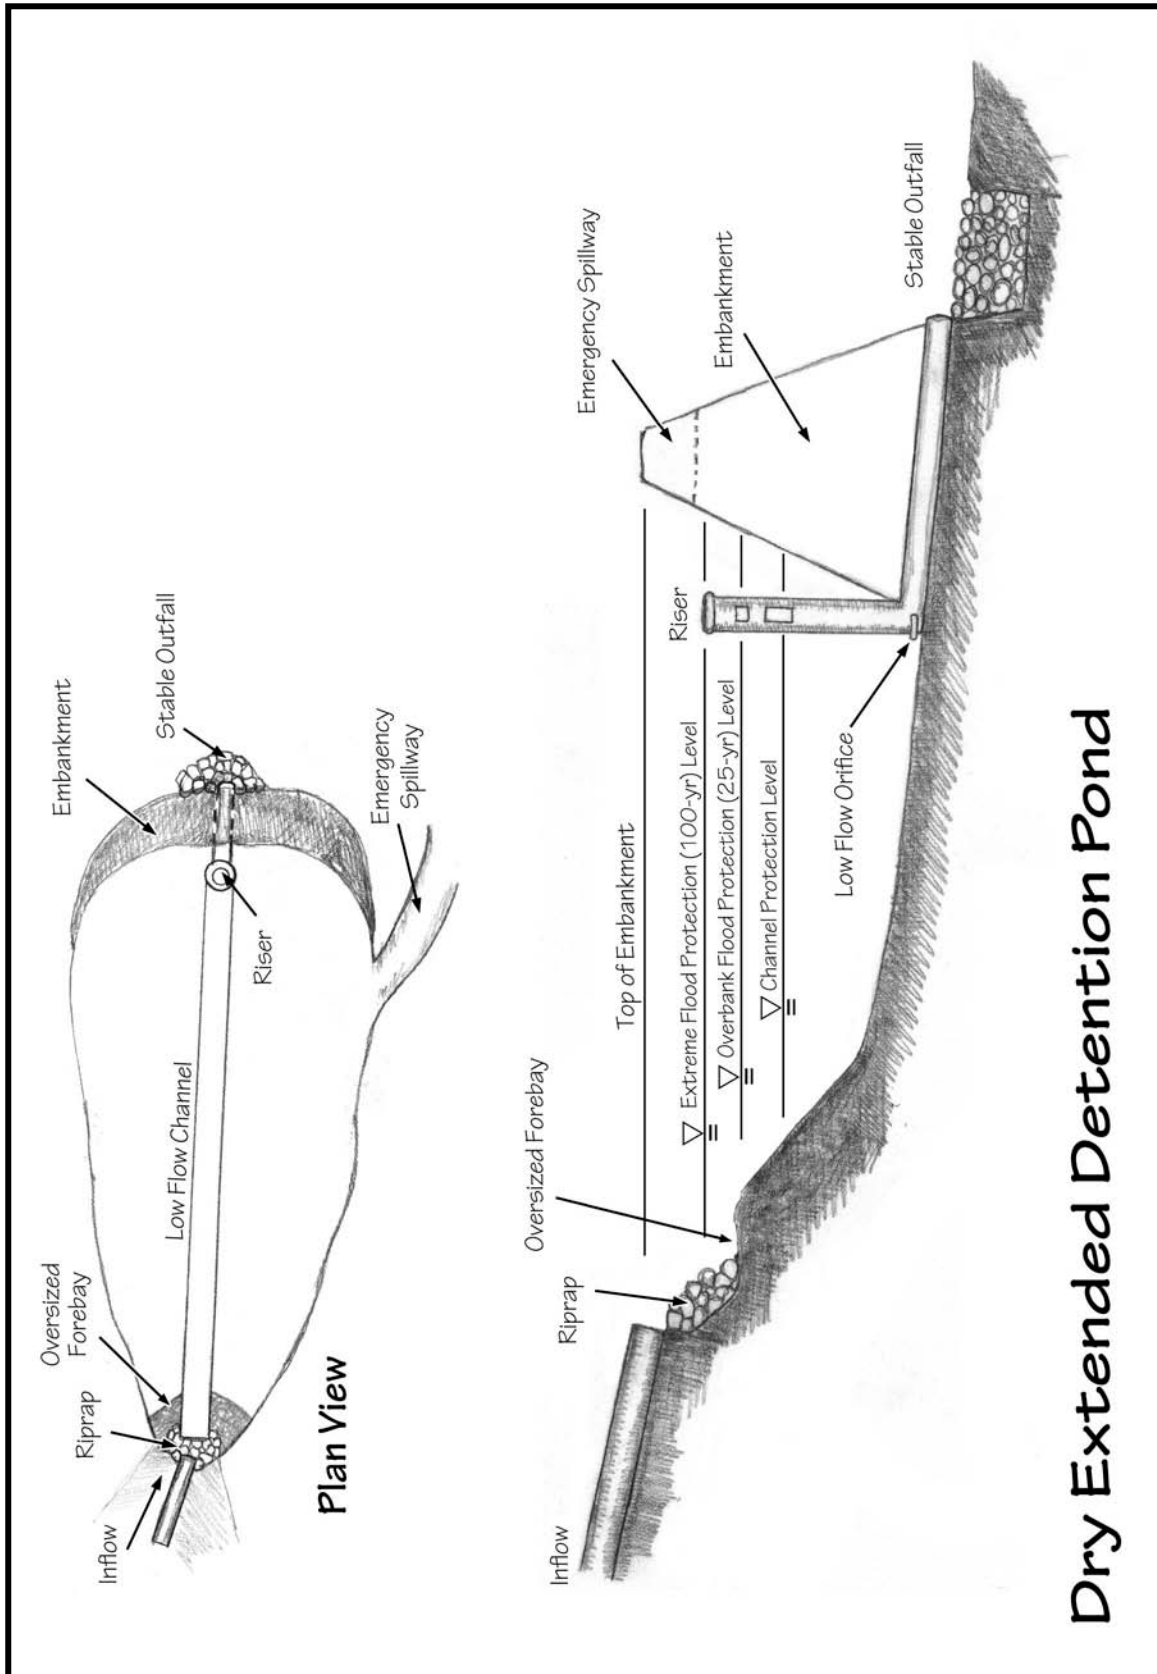 Inflow
Riprap
Oversized
Forebay
Low Flow Channel
Riser
Embankment
Stable Outfall
Emergency
Spillway
Plan View
Inflow
Riprap
Oversized Forebay
Top of Embankment
Extreme Flood Protection (100-yr) Level
Overbank Flood Protection (25-yr) Level
Channel Protection Level
Riser
Low Flow Orifice
Emergency Spillway
Embankment
Stable Outfall
Dry Extended Detention Pond